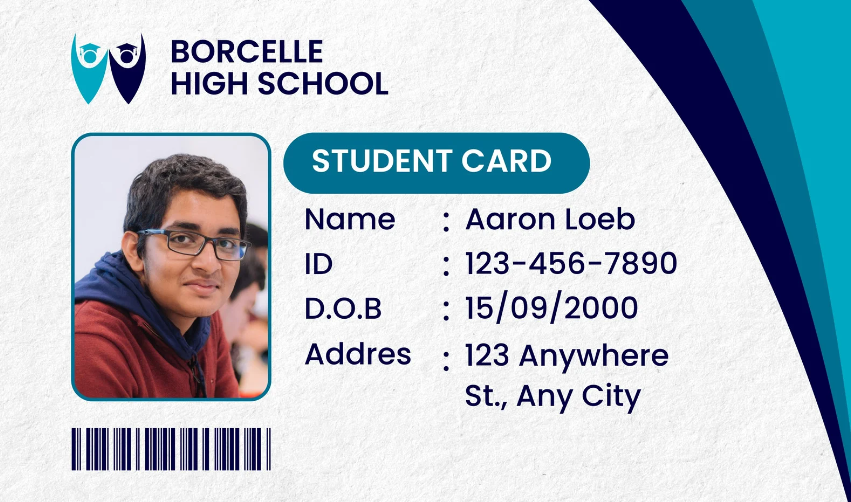 BORCELLE
HIGH SCHOOL
STUDENT CARD
Name : Aaron Loeb
ID : 123-456-7890
D.O.B : 15/09/2000
Addres : 123 Anywhere
St., Any City